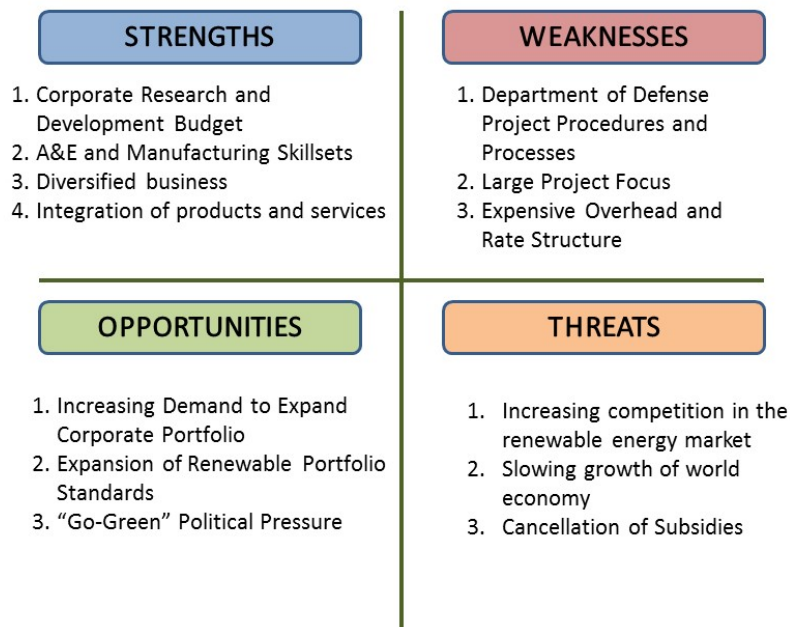 STRENGTHS
1. Corporate Research and
Development Budget
2. A&E and Manufacturing Skillsets
3. Diversified business
4. Integration of products and services
WEAKNESSES
1. Department of Defense
Project Procedures and
Processes
2. Large Project Focus
3. Expensive Overhead and
Rate Structure
OPPORTUNITIES
1. Increasing Demand to Expand
Corporate Portfolio
2. Expansion of Renewable Portfolio
Standards
3. “Go-Green” Political Pressure
THREATS
1. Increasing competition in the
renewable energy market
2. Slowing growth of world
economy
3. Cancellation of Subsidies